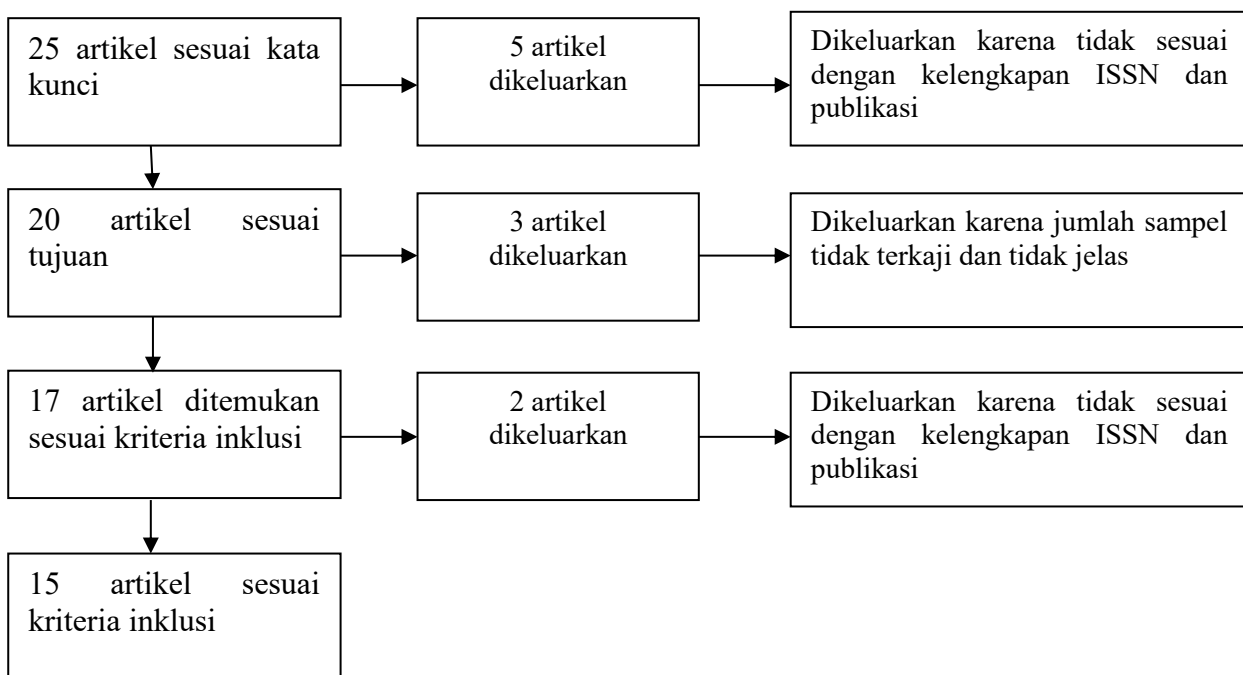 25 artikel sesuai kata
kunci
5 artikel
dikeluarkan
Dikeluarkan karena tidak sesuai
dengan kelengkapan ISSN dan
publikasi
20 artikel sesuai
tujuan
3 artikel
dikeluarkan
Dikeluarkan karena jumlah sampel
tidak terkaji dan tidak jelas
17 artikel ditemukan
sesuai kriteria inklusi
2 artikel
dikeluarkan
Dikeluarkan karena tidak sesuai
dengan kelengkapan ISSN dan
publikasi
15 artikel sesuai
kriteria inklusi